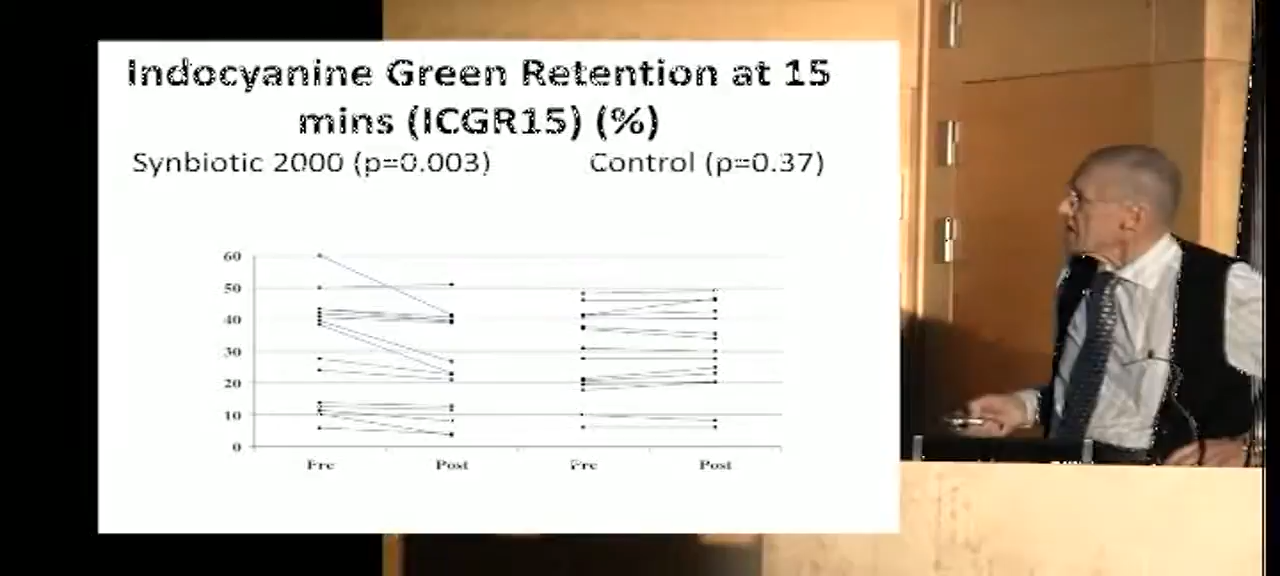 Indocyanine Green Retention at 15
mins (ICGR15) (%)
Synbiotic 2000 (p=0.003)
Control (p=0.37)
60
50
40
30
20
10
0
Pre
Post
Pre
Post